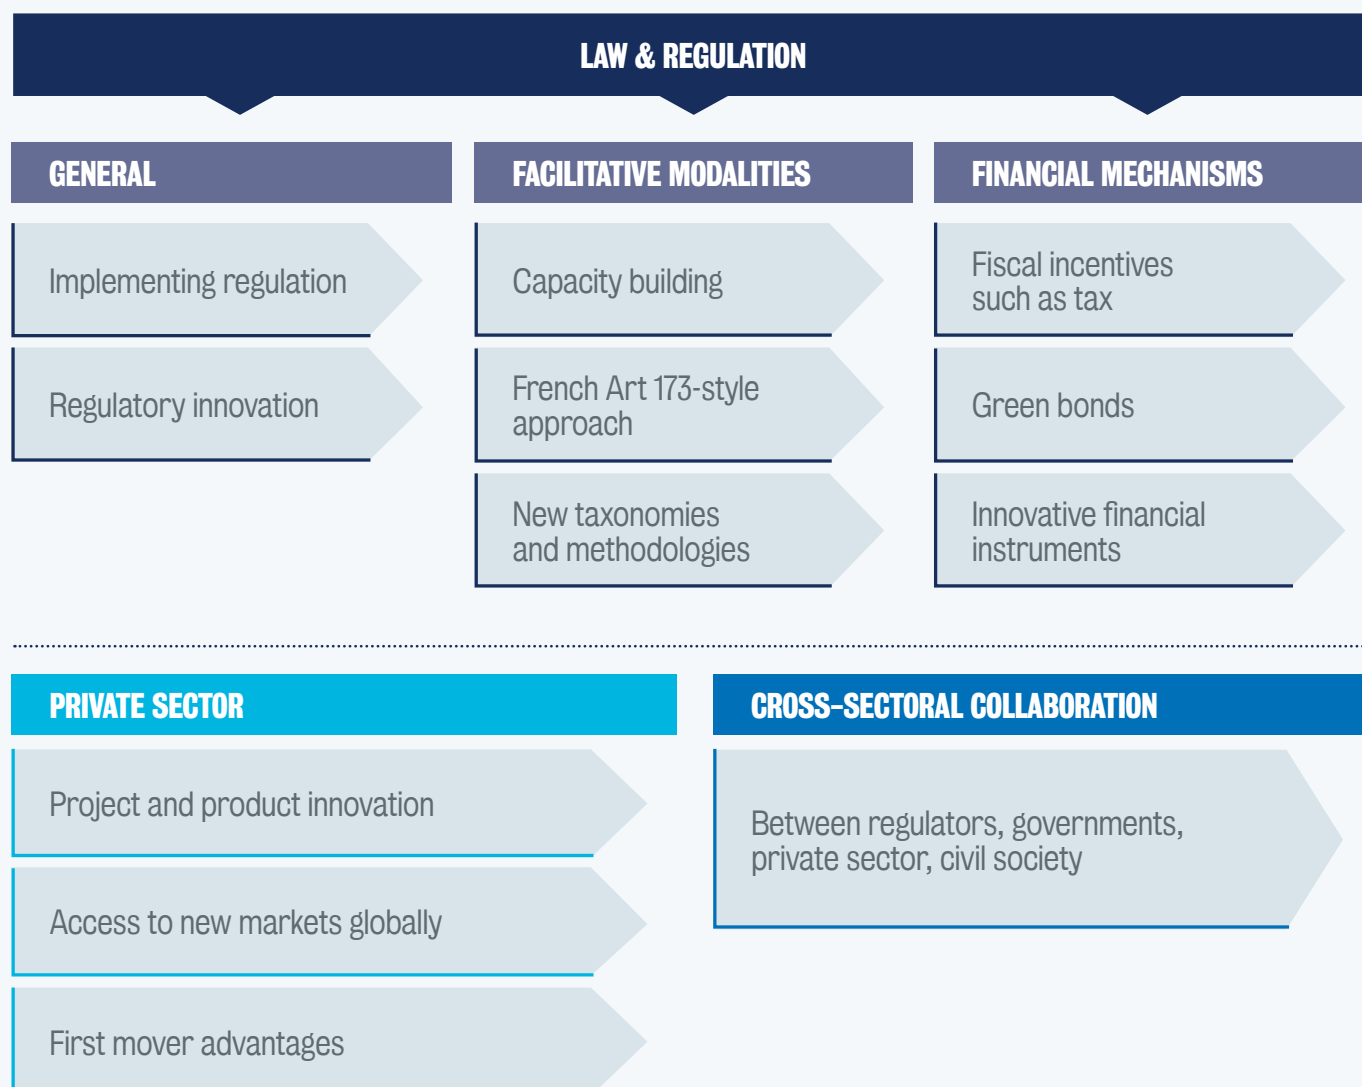 LAW & REGULATION
GENERAL
Implementing regulation
Regulatory innovation
FACILITATIVE MODALITIES
Capacity building
French Art 173-style
approach
New taxonomies
and methodologies
FINANCIAL MECHANISMS
Fiscal incentives
such as tax
Green bonds
Innovative financial
instruments
PRIVATE SECTOR
Project and product innovation
Access to new markets globally
First mover advantages
CROSS-SECTORAL COLLABORATION
Between regulators, governments,
private sector, civil society